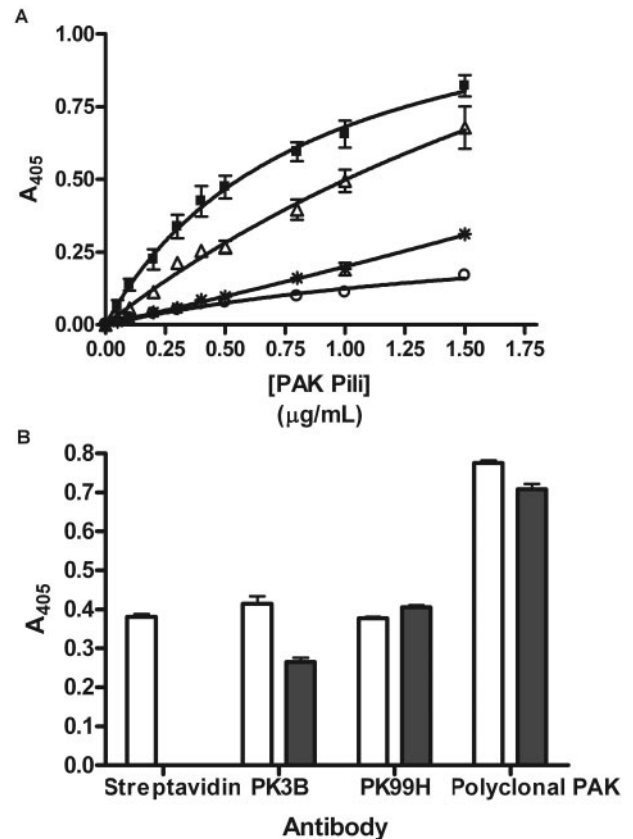 A
1.00
0.75
0.50
0.25
0.00
A405
0.00 0.25 0.50 0.75 1.00 1.25 1.50 1.75
[PAK Pili]
(μg/mL)
B
0.8
0.7
0.6
0.5
0.4
0.3
0.2
0.1
0.0
A405
Streptavidin PK3B PK99H Polyclonal PAK
Antibody